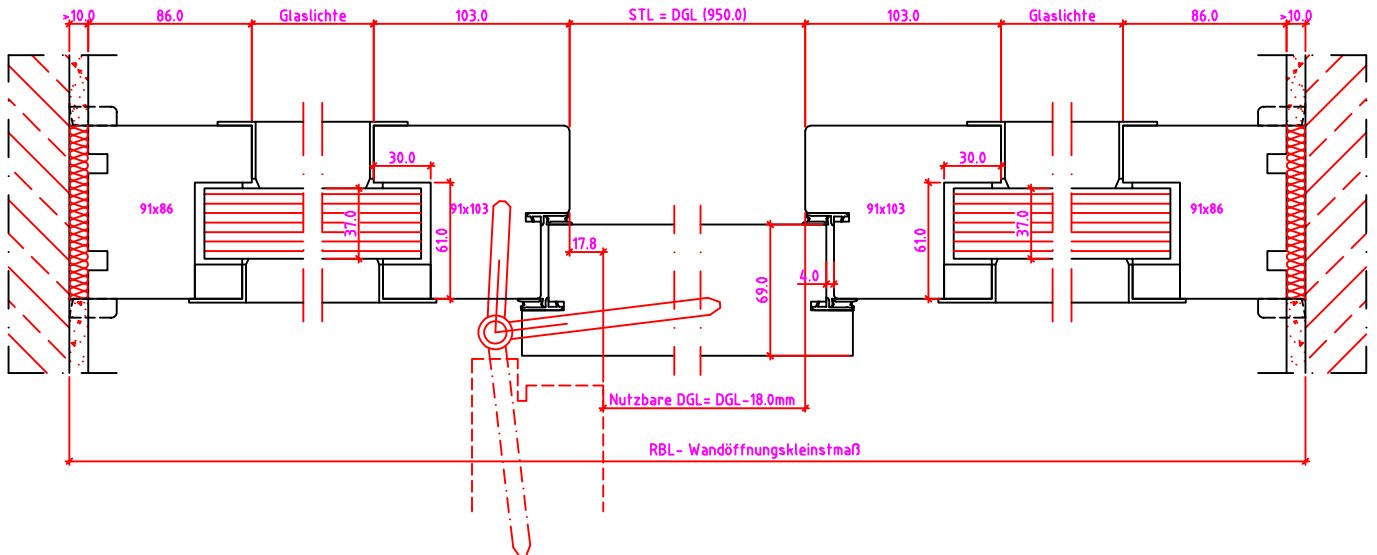 >10.0 86.0 Glaslichte 103.0 STL = DGL (950.0) 103.0 Glaslichte 86.0 >10.0
30.0 30.0
91x86 37.0 91x103 61.0 91x103 61.0 37.0 91x86
17.8
4.0 69.0
Nutzbare DGL= DGL-18.0mm
RBL- Wandöffnungskleinstmaß